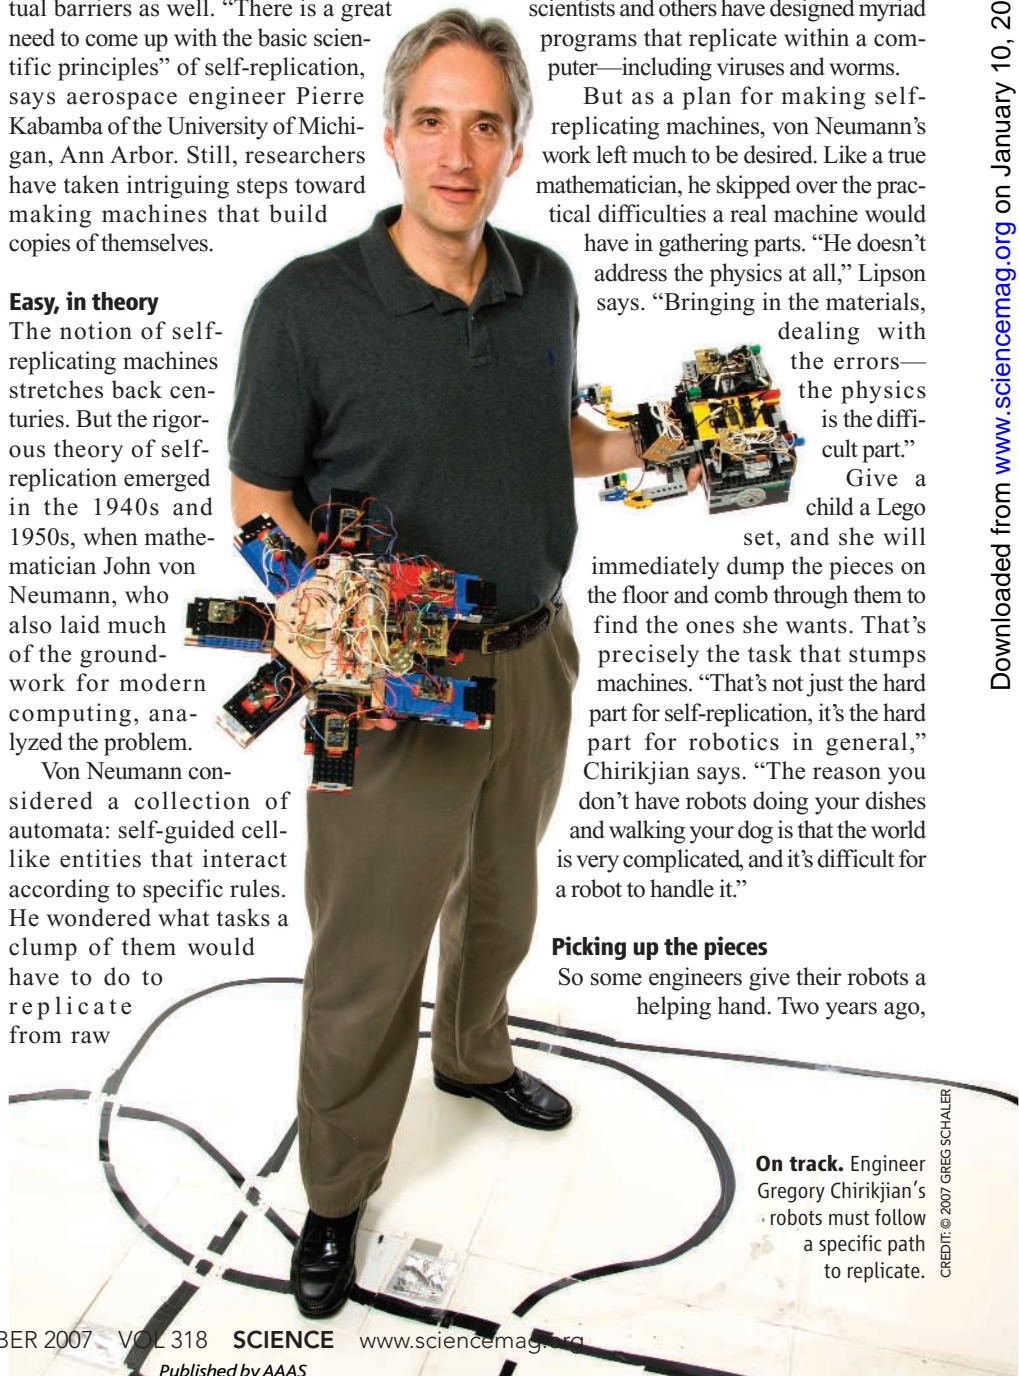 tual barriers as well. “There is a great
need to come up with the basic scien-
tific principles” of self-replication,
says aerospace engineer Pierre
Kabamba of the University of Michi-
gan, Ann Arbor. Still, researchers
have taken intriguing steps toward
making machines that build
copies of themselves.
Easy, in theory
The notion of self-
replicating machines
stretches back cen-
turies. But the rigor-
ous theory of self-
replication emerged
in the 1940s and
1950s, when mathe-
matician John von
Neumann, who
also laid much
of the ground-
work for modern
computing, ana-
lyzed the problem.
Von Neumann con-
sidered a collection of
automata: self-guided cell-
like entities that interact
according to specific rules.
He wondered what tasks a
clump of them would
have to do to
replicate
from raw
scientists and others have designed myriad
programs that replicate within a com-
puter—including viruses and worms.
But as a plan for making self-
replicating machines, von Neumann’s
work left much to be desired. Like a true
mathematician, he skipped over the prac-
tical difficulties a real machine would
have in gathering parts. “He doesn’t
address the physics at all,” Lipson
says. “Bringing in the materials,
dealing with
the errors—
the physics
is the diffi-
cult part.”
Give a
child a Lego
set, and she will
immediately dump the pieces on
the floor and comb through them to
find the ones she wants. That’s
precisely the task that stumps
machines. “That’s not just the hard
part for self-replication, it’s the hard
part for robotics in general,”
Chirikjian says. “The reason you
don’t have robots doing your dishes
and walking your dog is that the world
is very complicated, and it’s difficult for
a robot to handle it.”
Picking up the pieces
So some engineers give their robots a
helping hand. Two years ago,
On track. Engineer
Gregory Chirikjian’s
robots must follow
a specific path
to replicate.
CREDIT: © 2007 GREG SCHALER
BER 2007 VOL 318 SCIENCE www.sciencemag.org
Published by AAAS
Downloaded from www.sciencemag.org on January 10, 20